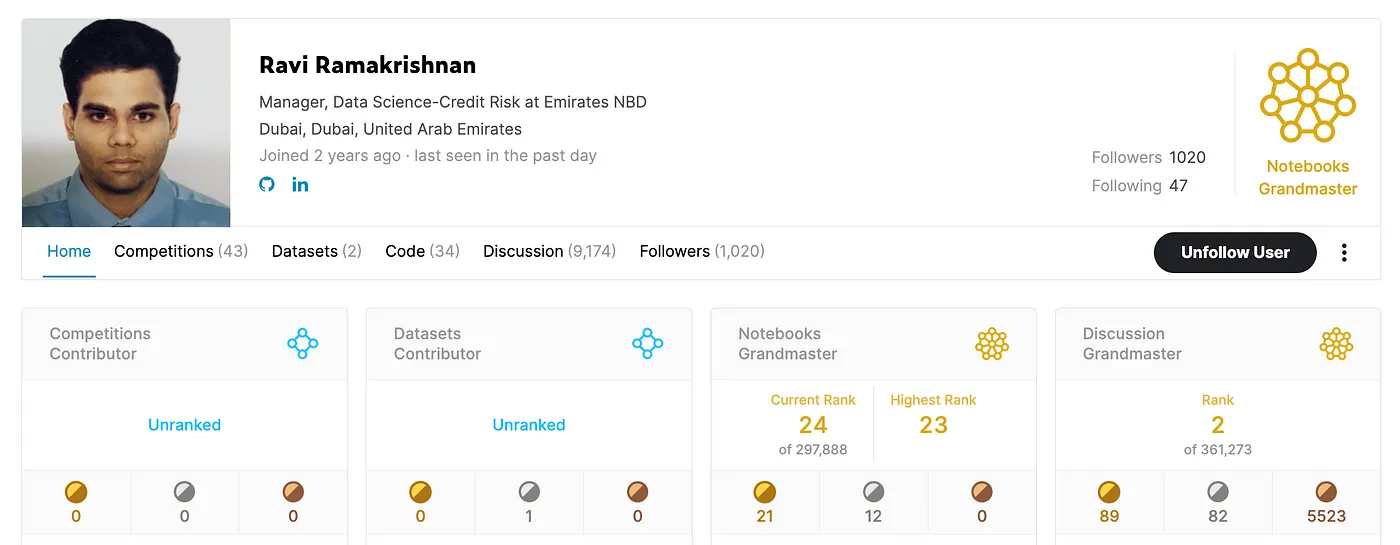 Ravi Ramakrishnan
Manager, Data Science-Credit Risk at Emirates NBD
Dubai, Dubai, United Arab Emirates
Joined 2 years ago · last seen in the past day
in
Followers 1020
Following 47
Notebooks
Grandmaster
Home Competitions (43) Datasets (2) Code (34) Discussion (9,174) Followers (1,020)
Unfollow User
Competitions
Contributor
Unranked
0 0 0
Datasets
Contributor
Unranked
0 1 0
Notebooks
Grandmaster
Current Rank
24
of 297,888
Highest Rank
23
21 12 0
Discussion
Grandmaster
Rank
2
of 361,273
89 82 5523